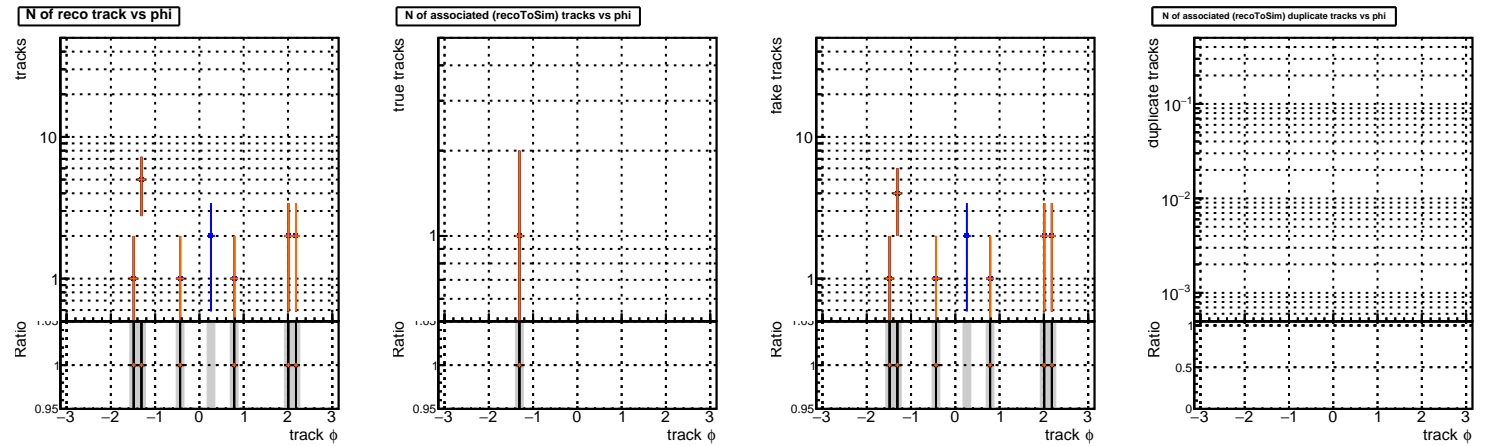 N of reco track vs phi
tracks
10
1
Ratio
1.05
1
0.95
−3 −2 −1 0 1 2 3
track ϕ
N of associated (recoToSim) tracks vs phi
true tracks
1
Ratio
1.05
1
0.95
−3 −2 −1 0 1 2 3
track ϕ
fake tracks
10
1
Ratio
1.05
1
0.95
−3 −2 −1 0 1 2 3
track ϕ
N of associated (recoToSim) duplicate tracks vs phi
duplicate tracks
10⁻¹
10⁻²
10⁻³
Ratio
1
0.5
0
−3 −2 −1 0 1 2 3
track ϕ